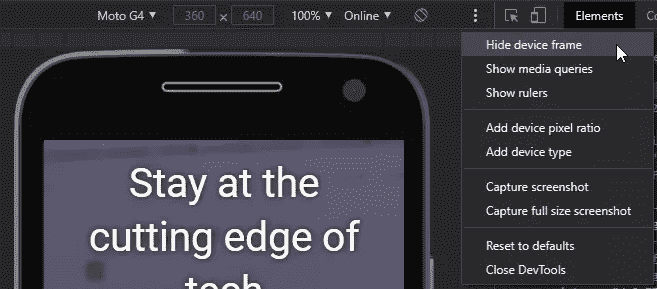 Moto G4 ▼ 360 × 640 100% ▼ Online ▼ Elements
Hide device frame
Show media queries
Show rulers
Add device pixel ratio
Add device type
Capture screenshot
Capture full size screenshot
Reset to defaults
Close DevTools
Stay at the
cutting edge of
tech